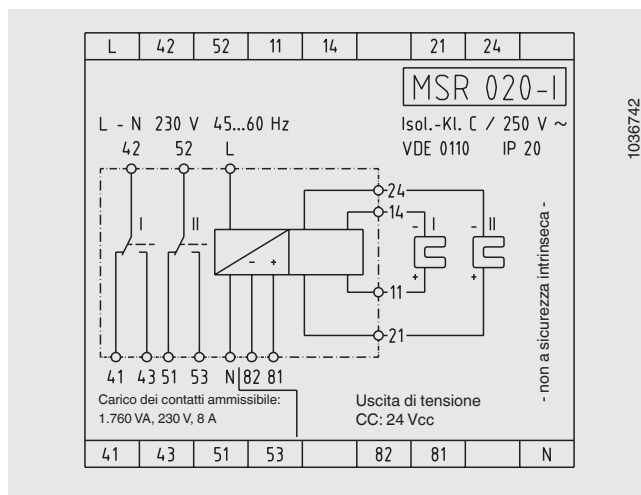 L 42 52 11 14 21 24
MSR 020-I
L - N 230 V 45...60 Hz
Isol.-Kl. C / 250 V ~
VDE 0110 IP 20
42 52 L
24
14
I II
- I - II
- +
+ +
11
21
41 43 51 53 N 82 81
- non a sicurezza intrinseca -
Carico dei contatti ammissibile:
1.760 VA, 230 V, 8 A
Uscita di tensione
CC: 24 Vcc
41 43 51 53 82 81 N
1036742